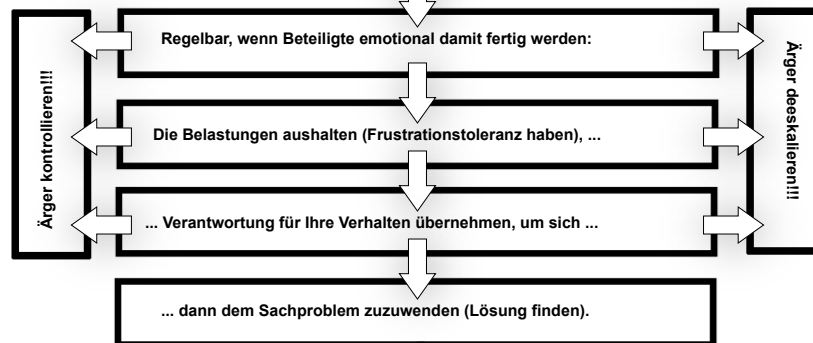 Ärger kontrollieren!!!
Regelbar, wenn Beteiligte emotional damit fertig werden:
Die Belastungen aushalten (Frustrationstoleranz haben), ...
... Verantwortung für Ihre Verhalten übernehmen, um sich ...
... dann dem Sachproblem zuzuwenden (Lösung finden).
Ärger deeskalieren!!!